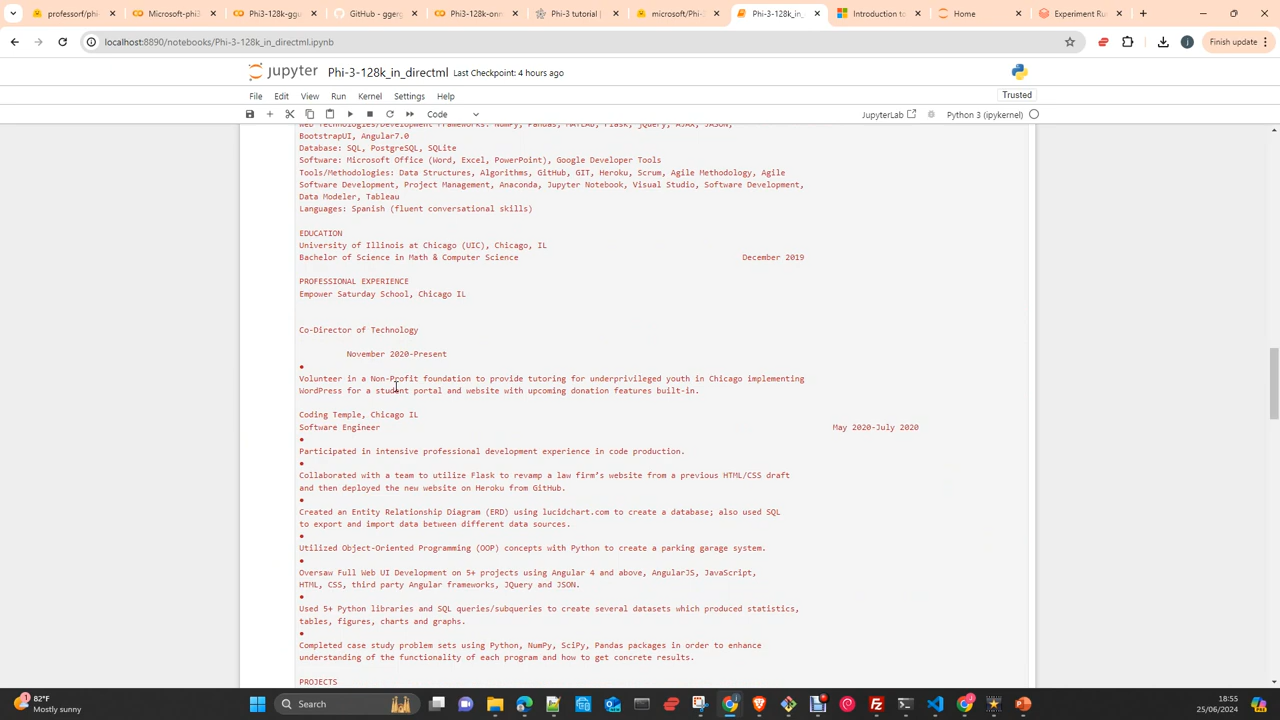 professorf/phi
Microsoft-phi3
Phi3-128k-ggu
GitHub - ggerg
Phi3-128k-onn
Phi-3 tutorial |
microsoft/Phi-3
Phi-3-128k_in_
Introduction to
Home
Experiment Ru
localhost:8890/notebooks/Phi-3-128k_in_directml.ipynb
Finish update
jupyter Phi-3-128k_in_directml Last Checkpoint: 4 hours ago
File Edit View Run Kernel Settings Help
Trusted
Code
JupyterLab
Python 3 (ipykernel)
Web Technologies/Development Frameworks: NumPy, Pandas, MATLAB, Flask, jQuery, AJAX, JASON,
BootstrapUI, Angular7.0
Database: SQL, PostgreSQL, SQLite
Software: Microsoft Office (Word, Excel, PowerPoint), Google Developer Tools
Tools/Methodologies: Data Structures, Algorithms, GitHub, GIT, Heroku, Scrum, Agile Methodology, Agile
Software Development, Project Management, Anaconda, Jupyter Notebook, Visual Studio, Software Development,
Data Modeler, Tableau
Languages: Spanish (fluent conversational skills)
EDUCATION
University of Illinois at Chicago (UIC), Chicago, IL
Bachelor of Science in Math & Computer Science December 2019
PROFESSIONAL EXPERIENCE
Empower Saturday School, Chicago IL
Co-Director of Technology
November 2020-Present
●
Volunteer in a Non-Profit foundation to provide tutoring for underprivileged youth in Chicago implementing
WordPress for a student portal and website with upcoming donation features built-in.
Coding Temple, Chicago IL
Software Engineer May 2020-July 2020
●
Participated in intensive professional development experience in code production.
●
Collaborated with a team to utilize Flask to revamp a law firm’s website from a previous HTML/CSS draft
and then deployed the new website on Heroku from GitHub.
●
Created an Entity Relationship Diagram (ERD) using lucidchart.com to create a database; also used SQL
to export and import data between different data sources.
●
Utilized Object-Oriented Programming (OOP) concepts with Python to create a parking garage system.
●
Oversaw Full Web UI Development on 5+ projects using Angular 4 and above, AngularJS, JavaScript,
HTML, CSS, third party Angular frameworks, JQuery and JSON.
●
Used 5+ Python libraries and SQL queries/subqueries to create several datasets which produced statistics,
tables, figures, charts and graphs.
●
Completed case study problem sets using Python, NumPy, SciPy, Pandas packages in order to enhance
understanding of the functionality of each program and how to get concrete results.
PROJECTS
82°F
Mostly sunny
Search
18:55
25/06/2024